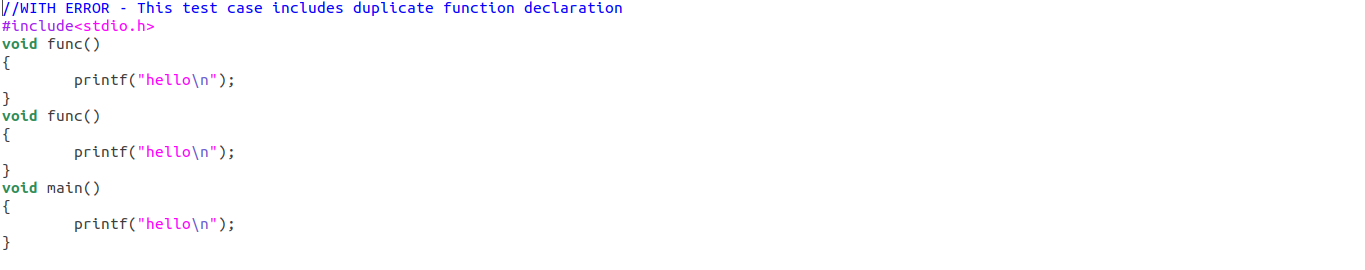 //WITH ERROR - This test case includes duplicate function declaration
#include<stdio.h>
void func()
{
        printf("hello\n");
}
void func()
{
        printf("hello\n");
}
void main()
{
        printf("hello\n");
}